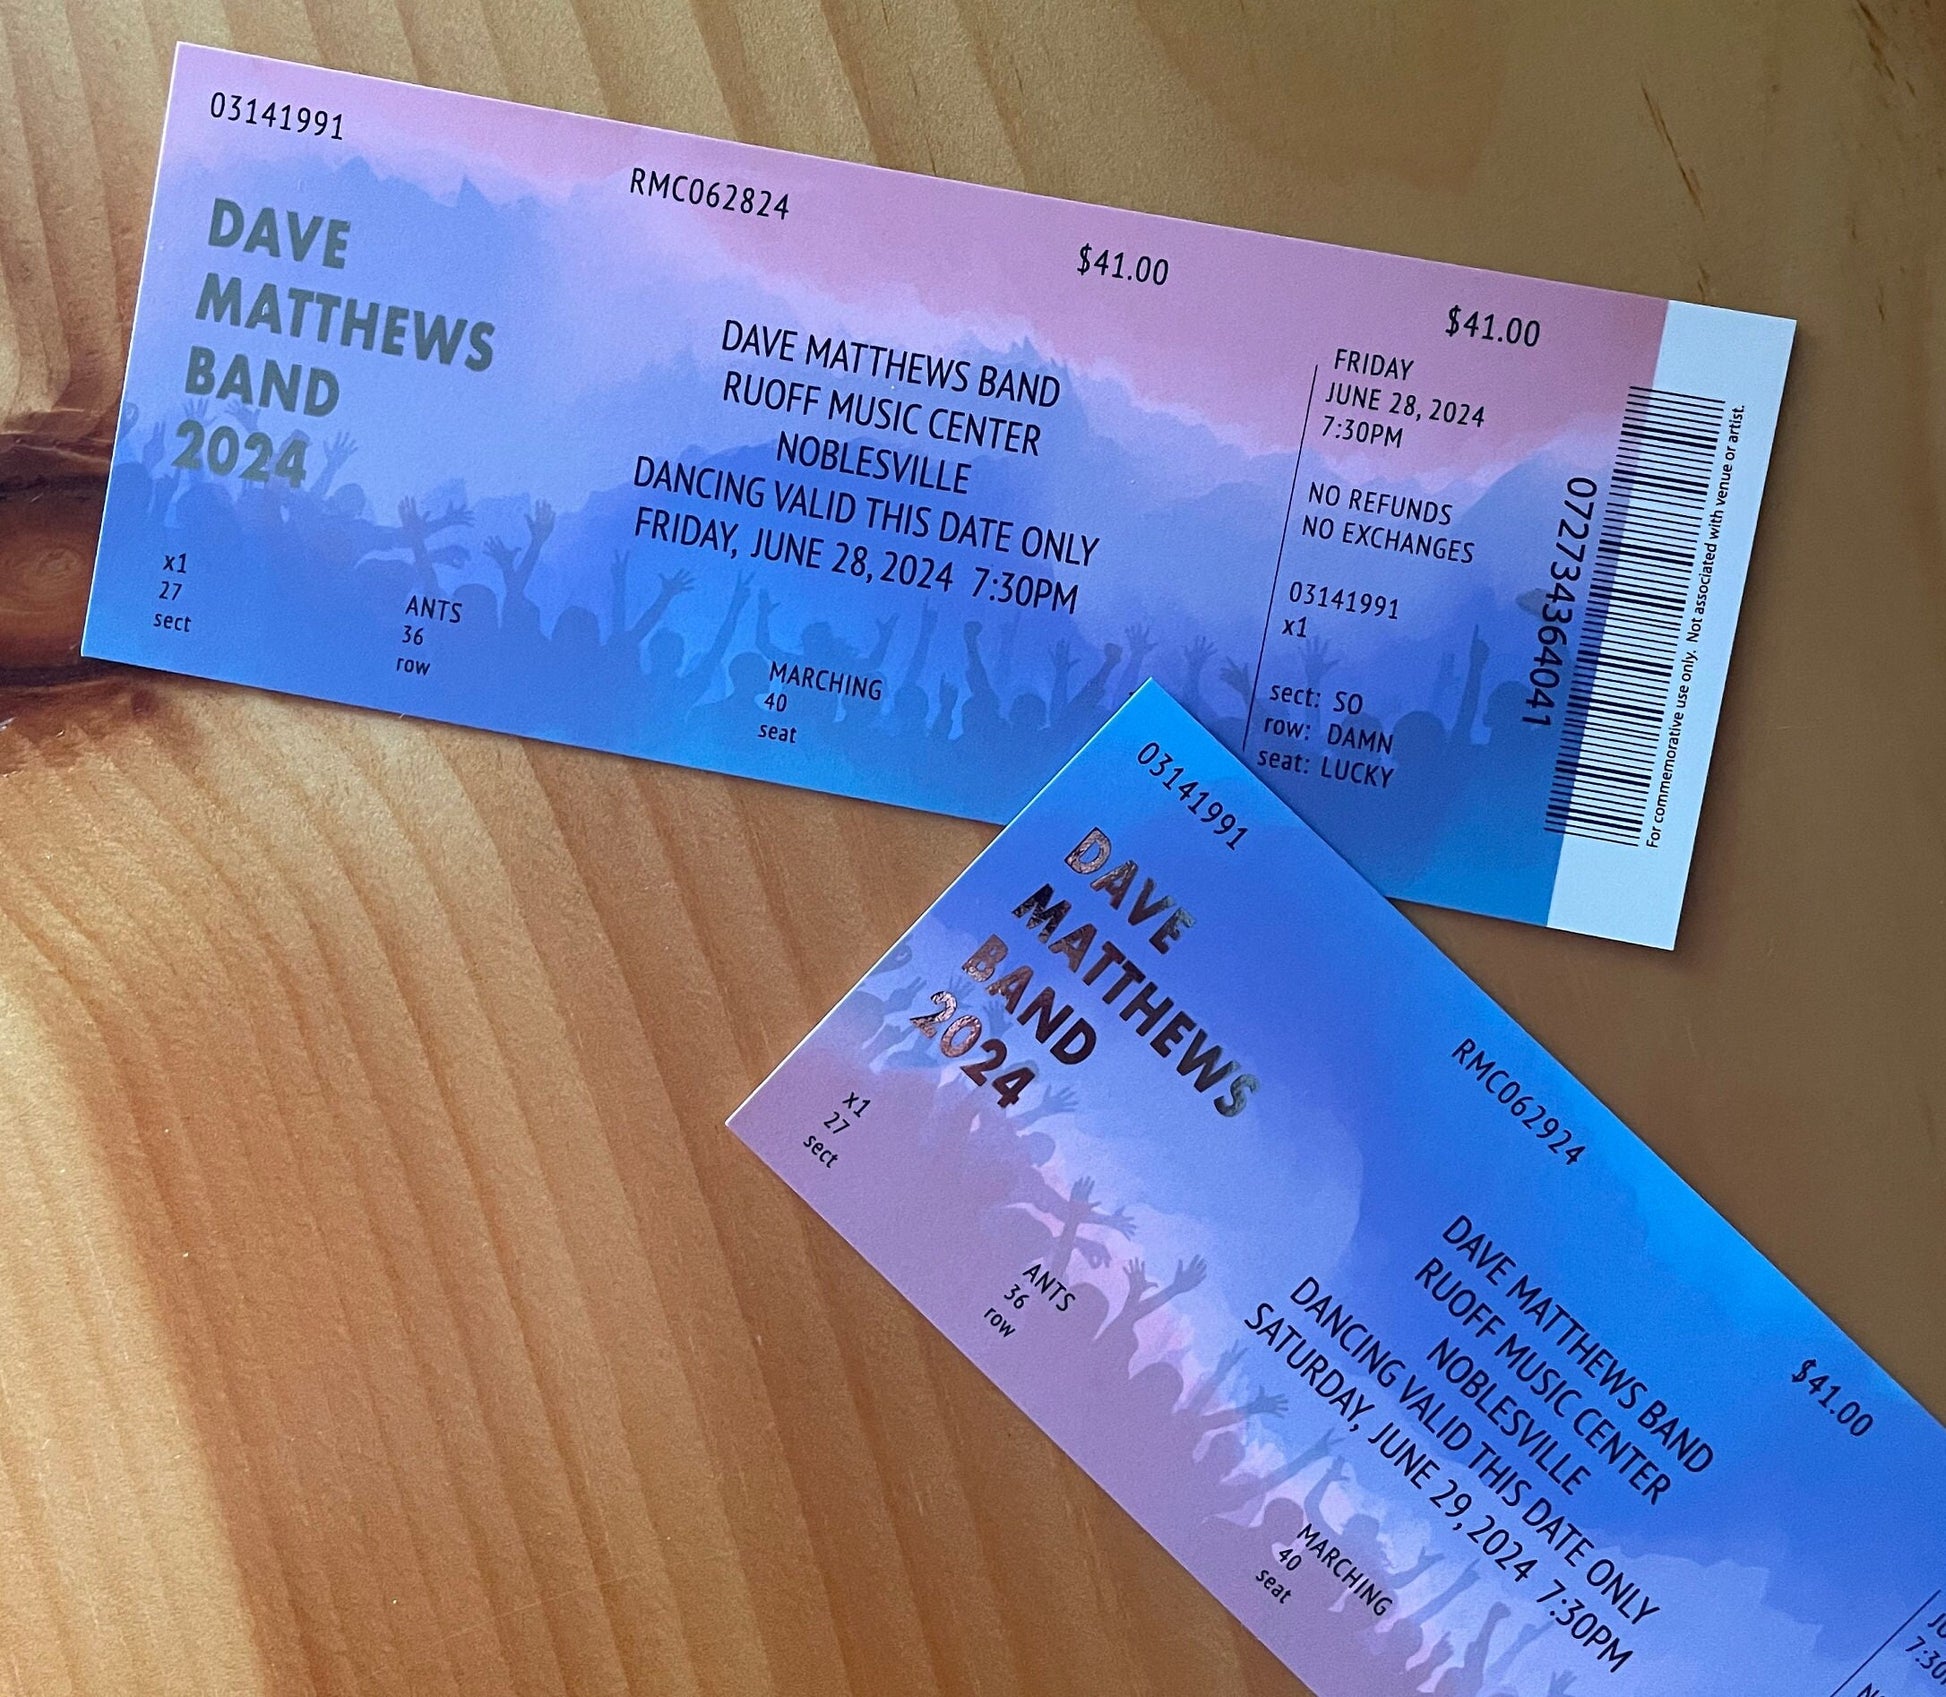 03141991
RMC062824
$41.00
$41.00
DAVE
MATTHEWS
BAND
2024
DAVE MATTHEWS BAND
RUOFF MUSIC CENTER
NOBLESVILLE
DANCING VALID THIS DATE ONLY
FRIDAY, JUNE 28, 2024 7:30PM
x1
27
sect
ANTS
36
row
MARCHING
40
seat
FRIDAY
JUNE 28, 2024
7:30PM
NO REFUNDS
NO EXCHANGES
03141991
x1
sect: SO
row: DAMN
seat: LUCKY
0727343364041
For commemorative use only. Not associated with venue or artist.
03141991
RMC062924
$41.00
DAVE
MATTHEWS
BAND
2024
DAVE MATTHEWS BAND
RUOFF MUSIC CENTER
NOBLESVILLE
DANCING VALID THIS DATE ONLY
SATURDAY, JUNE 29, 2024 7:30PM
x1
27
sect
ANTS
36
row
MARCHING
40
seat